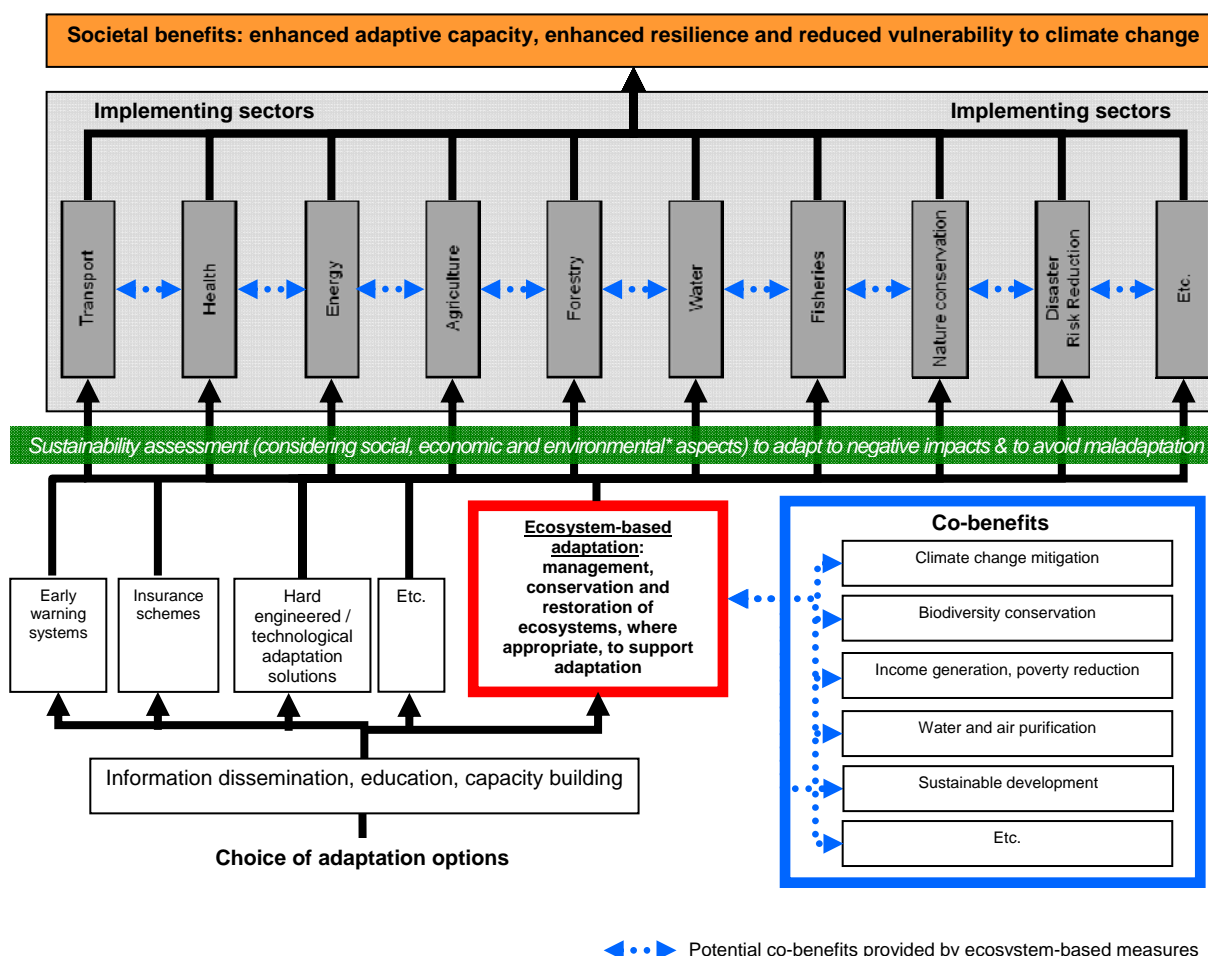 Societal benefits: enhanced adaptive capacity, enhanced resilience and reduced vulnerability to climate change
Implementing sectors
Implementing sectors
Transport
Health
Energy
Agriculture
Forestry
Water
Fisheries
Nature conservation
Disaster
Risk Reduction
Etc.
Sustainability assessment (considering social, economic and environmental* aspects) to adapt to negative impacts & to avoid maladaptation
Early
warning
systems
Insurance
schemes
Hard
engineered /
technological
adaptation
solutions
Etc.
Ecosystem-based
adaptation:
management,
conservation and
restoration of
ecosystems, where
appropriate, to support
adaptation
Co-benefits
Climate change mitigation
Biodiversity conservation
Income generation, poverty reduction
Water and air purification
Sustainable development
Etc.
Information dissemination, education, capacity building
Choice of adaptation options
Potential co-benefits provided by ecosystem-based measures